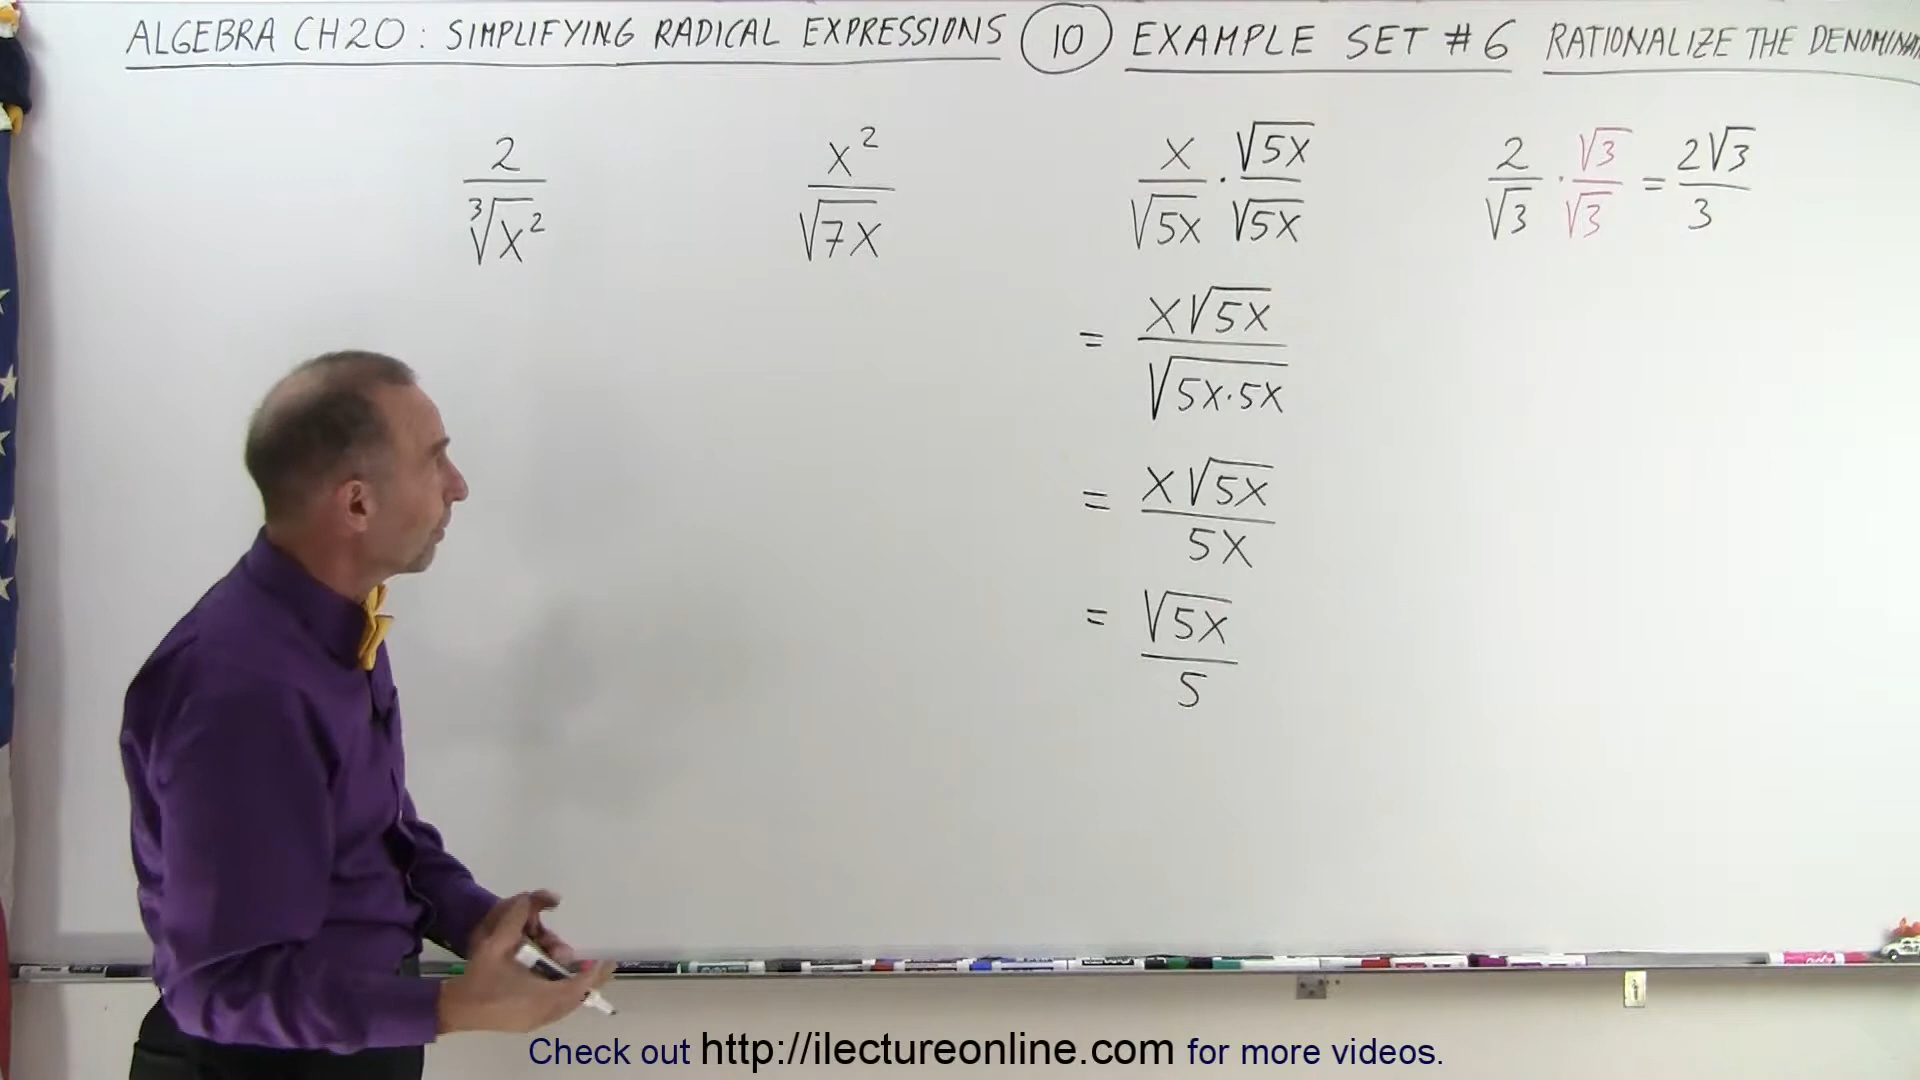 ALGEBRA CH20: SIMPLIFYING RADICAL EXPRESSIONS 10 EXAMPLE SET #6 RATIONALIZE THE DENOMINAT
2/∛x² x²/√7x x/√5x · √5x/√5x 2/√3 · √3/√3 = 2√3/3
= x√5x/√5x·5x
= x√5x/5x
= √5x/5
Check out http://ilectureonline.com for more videos.